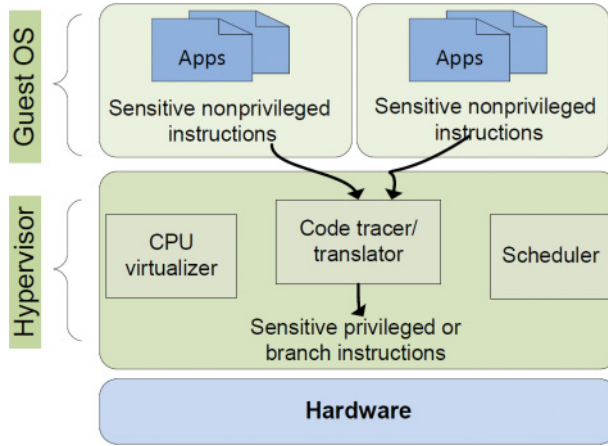 Guest OS
Apps
Apps
Sensitive nonprivileged
instructions
Sensitive nonprivileged
instructions
Hypervisor
CPU
virtualizer
Code tracer/
translator
Scheduler
Sensitive privileged or
branch instructions
Hardware